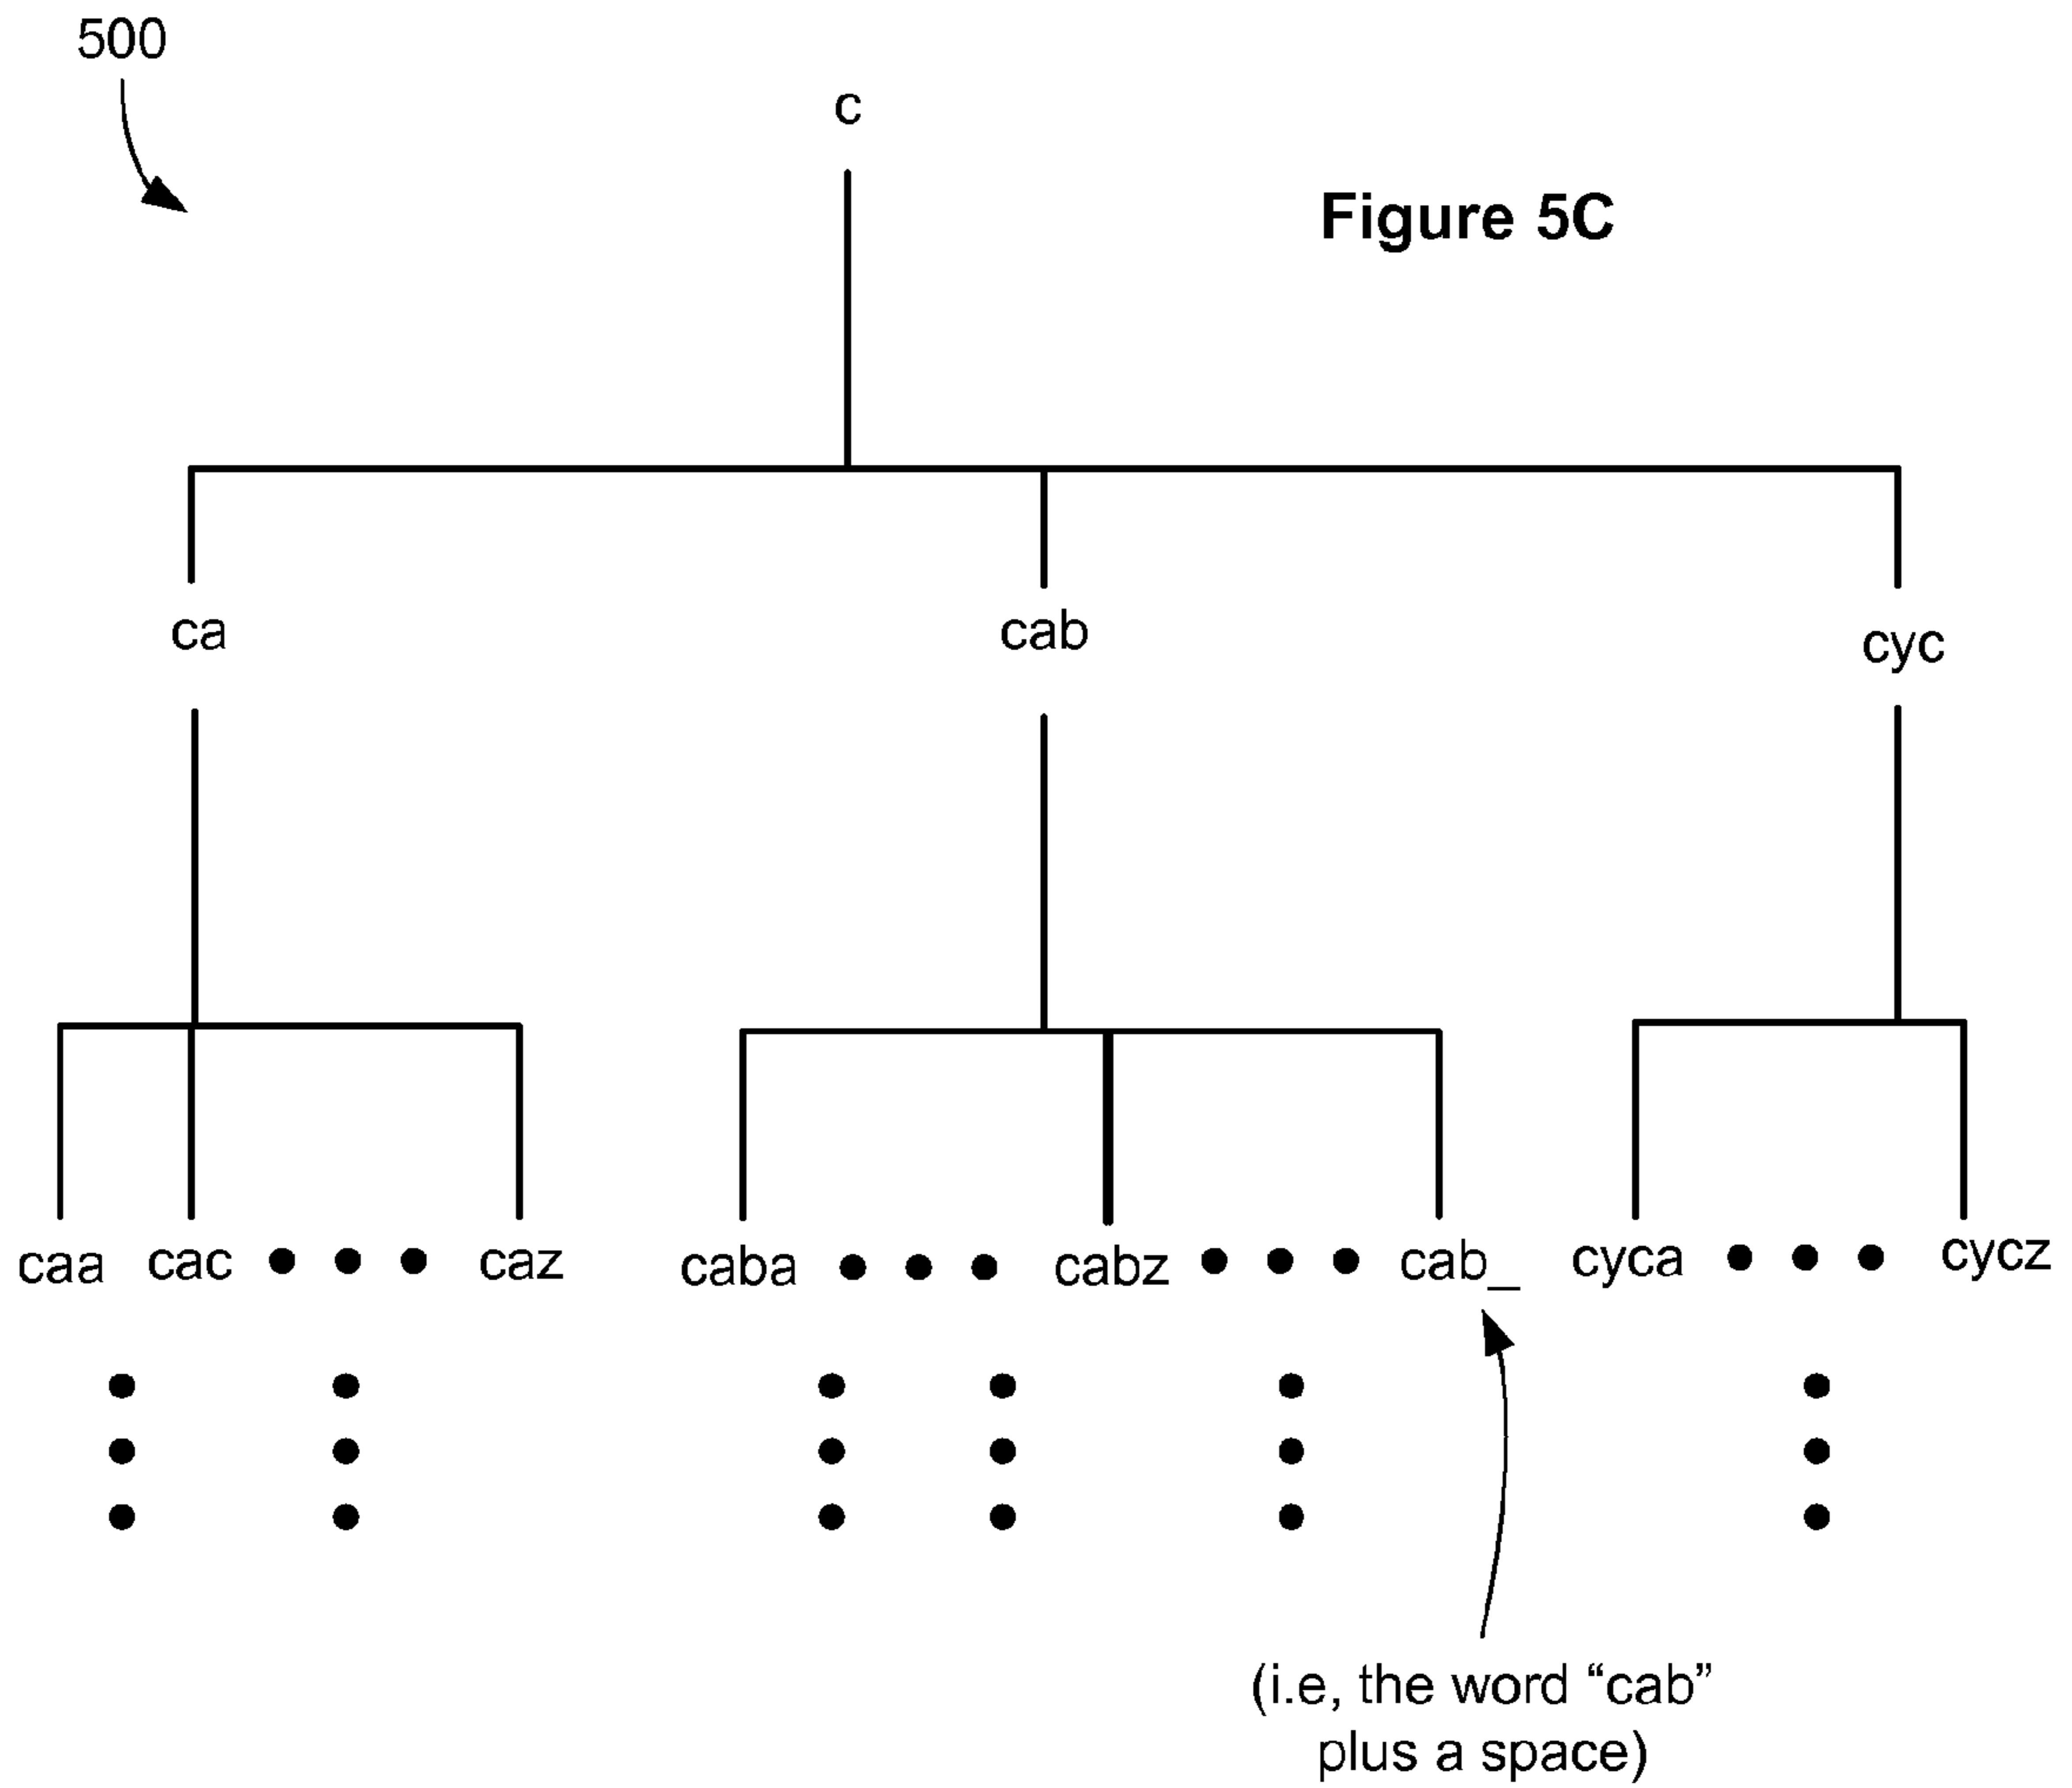 500
c
Figure 5C
ca cab cyc
caa cac caz caba cabz cab_ cyca cycz
(i.e, the word “cab”
plus a space)